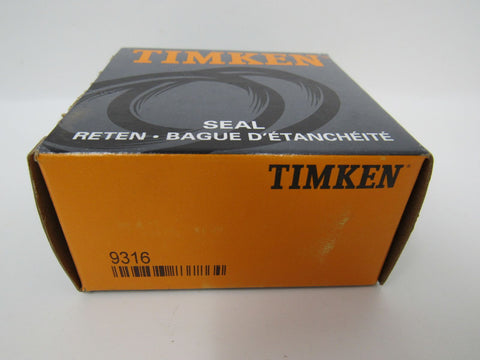 TIMKEN
SEAL
RETEN • BAGUE D'ÉTANCHÉITÉ
TIMKEN
9316